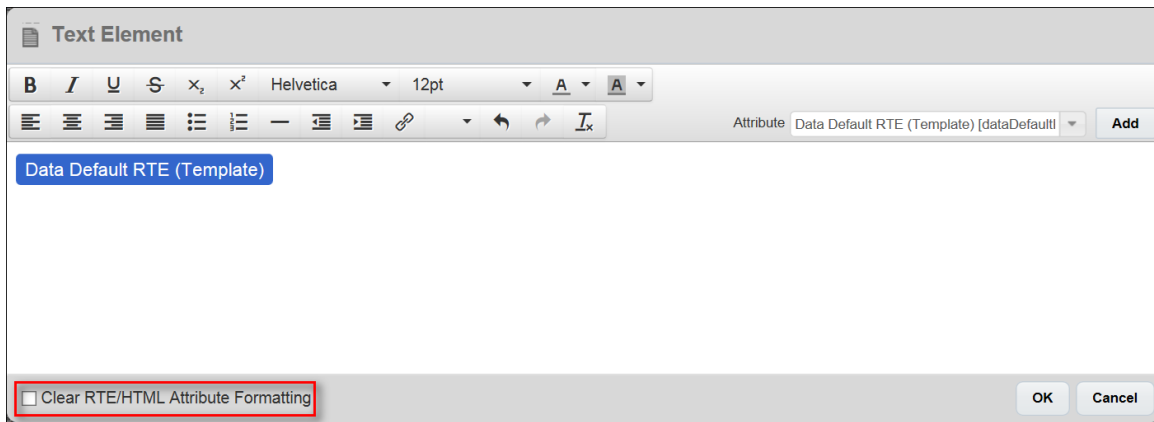 Text Element
B I U S X₂ X² Helvetica 12pt A A
Attribute Data Default RTE (Template) [dataDefaultI Add
Data Default RTE (Template)
Clear RTE/HTML Attribute Formatting OK Cancel